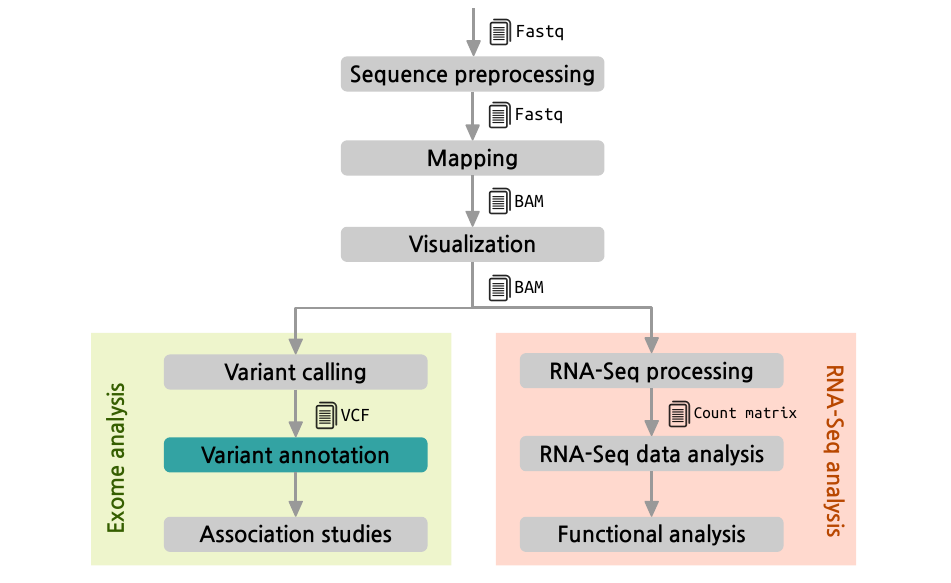 Fastq
Sequence preprocessing
Fastq
Mapping
BAM
Visualization
BAM
Exome analysis
Variant calling
VCF
Variant annotation
Association studies
RNA-Seq processing
Count matrix
RNA-Seq data analysis
Functional analysis
RNA-Seq analysis